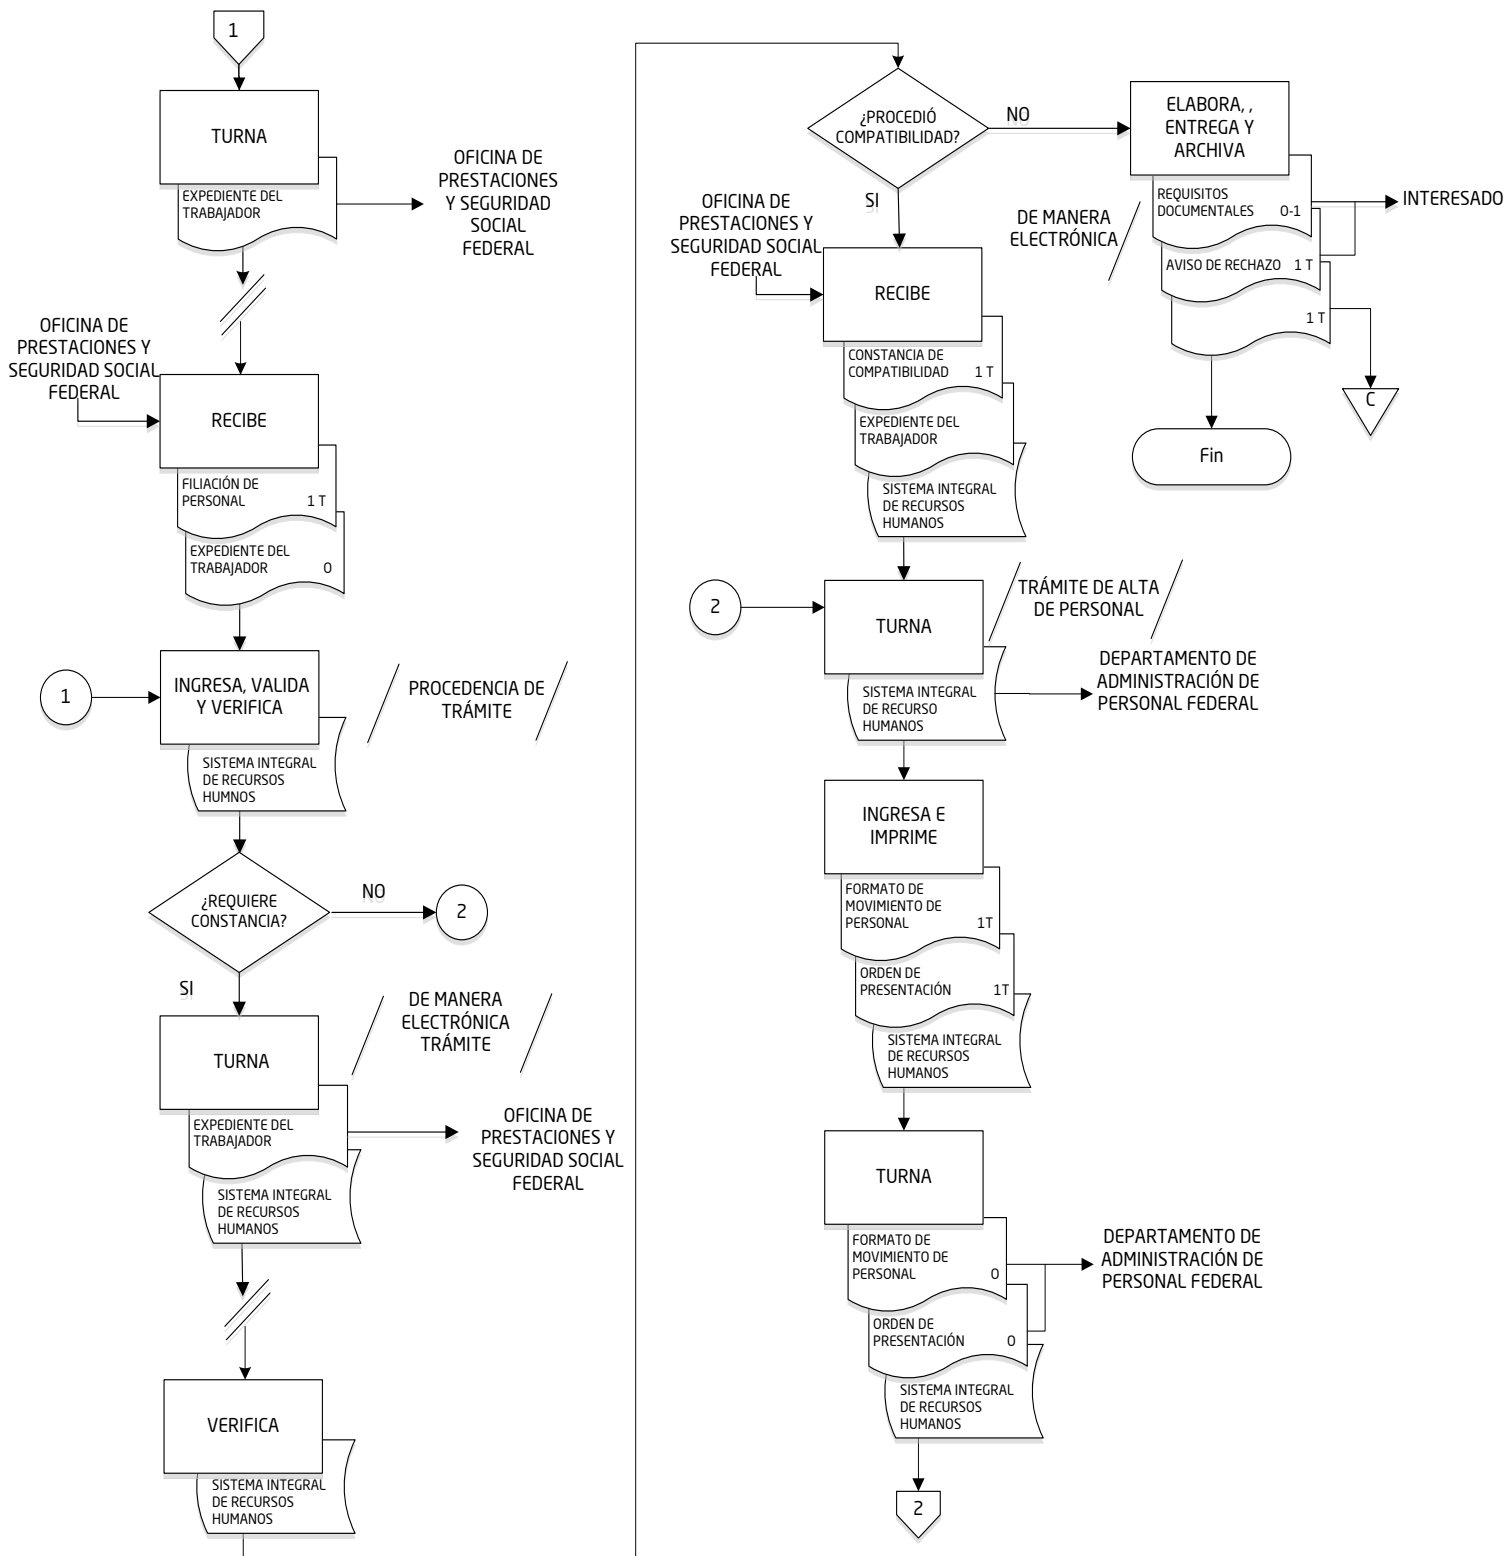 1
TURNA
EXPEDIENTE DEL
TRABAJADOR
OFICINA DE
PRESTACIONES
Y SEGURIDAD
SOCIAL
FEDERAL
OFICINA DE
PRESTACIONES Y
SEGURIDAD SOCIAL
FEDERAL
RECIBE
FILIACIÓN DE
PERSONAL 1 T
EXPEDIENTE DEL
TRABAJADOR 0
1
INGRESA, VALIDA
Y VERIFICA
PROCEDENCIA DE
TRÁMITE
SISTEMA INTEGRAL
DE RECURSOS
HUMNOS
¿REQUIERE
CONSTANCIA?
NO
2
SI
TURNA
DE MANERA
ELECTRÓNICA
TRÁMITE
EXPEDIENTE DEL
TRABAJADOR
SISTEMA INTEGRAL
DE RECURSOS
HUMANOS
OFICINA DE
PRESTACIONES Y
SEGURIDAD SOCIAL
FEDERAL
VERIFICA
SISTEMA INTEGRAL
DE RECURSOS
HUMANOS
¿PROCEDIÓ
COMPATIBILIDAD?
NO
ELABORA, ,
ENTREGA Y
ARCHIVA
DE MANERA
ELECTRÓNICA
REQUISITOS
DOCUMENTALES 0-1
AVISO DE RECHAZO 1 T
1 T
INTERESADO
C
Fin
SI
OFICINA DE
PRESTACIONES Y
SEGURIDAD SOCIAL
FEDERAL
RECIBE
CONSTANCIA DE
COMPATIBILIDAD 1 T
EXPEDIENTE DEL
TRABAJADOR
SISTEMA INTEGRAL
DE RECURSOS
HUMANOS
2
TURNA
TRÁMITE DE ALTA
DE PERSONAL
SISTEMA INTEGRAL
DE RECURSO
HUMANOS
DEPARTAMENTO DE
ADMINISTRACIÓN DE
PERSONAL FEDERAL
INGRESA E
IMPRIME
FORMATO DE
MOVIMIENTO DE
PERSONAL 1T
ORDEN DE
PRESENTACIÓN 1T
SISTEMA INTEGRAL
DE RECURSOS
HUMANOS
TURNA
FORMATO DE
MOVIMIENTO DE
PERSONAL 0
ORDEN DE
PRESENTACIÓN 0
SISTEMA INTEGRAL
DE RECURSOS
HUMANOS
DEPARTAMENTO DE
ADMINISTRACIÓN DE
PERSONAL FEDERAL
2